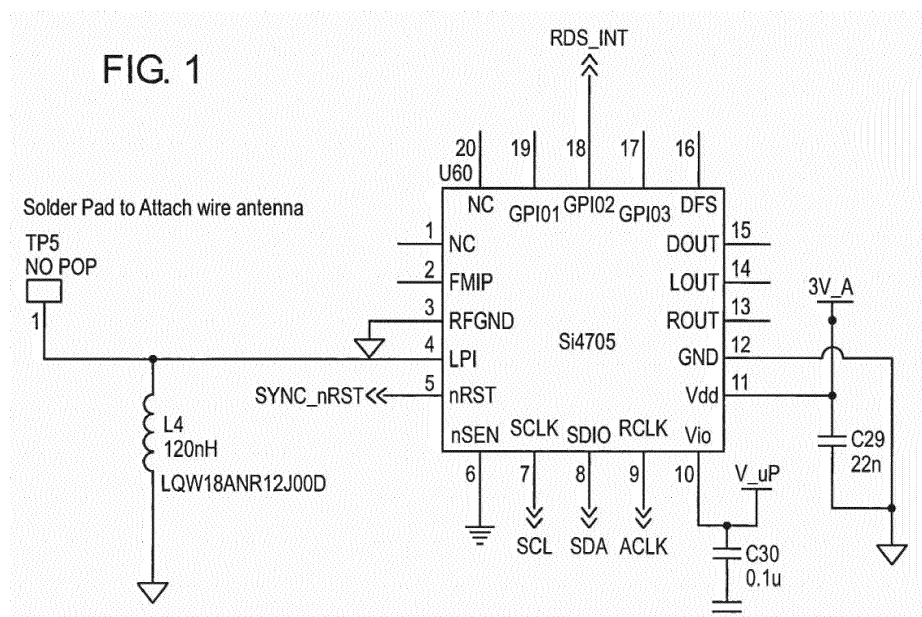 FIG. 1
RDS_INT
20 19 18 17 16
U60
NC GPI01 GPI02 GPI03 DFS
Solder Pad to Attach wire antenna
TP5
NO POP
1
1 NC DOUT 15
2 FMIP LOUT 14
3 RFGND ROUT 13
3V_A
Si4705
4 LPI GND 12
SYNC_nRST 5 nRST Vdd 11
nSEN SCLK SDIO RCLK Vio
6 7 8 9 10
L4
120nH
LQW18ANR12J00D
C29
22n
V_uP
SCL SDA ACLK
C30
0.1u